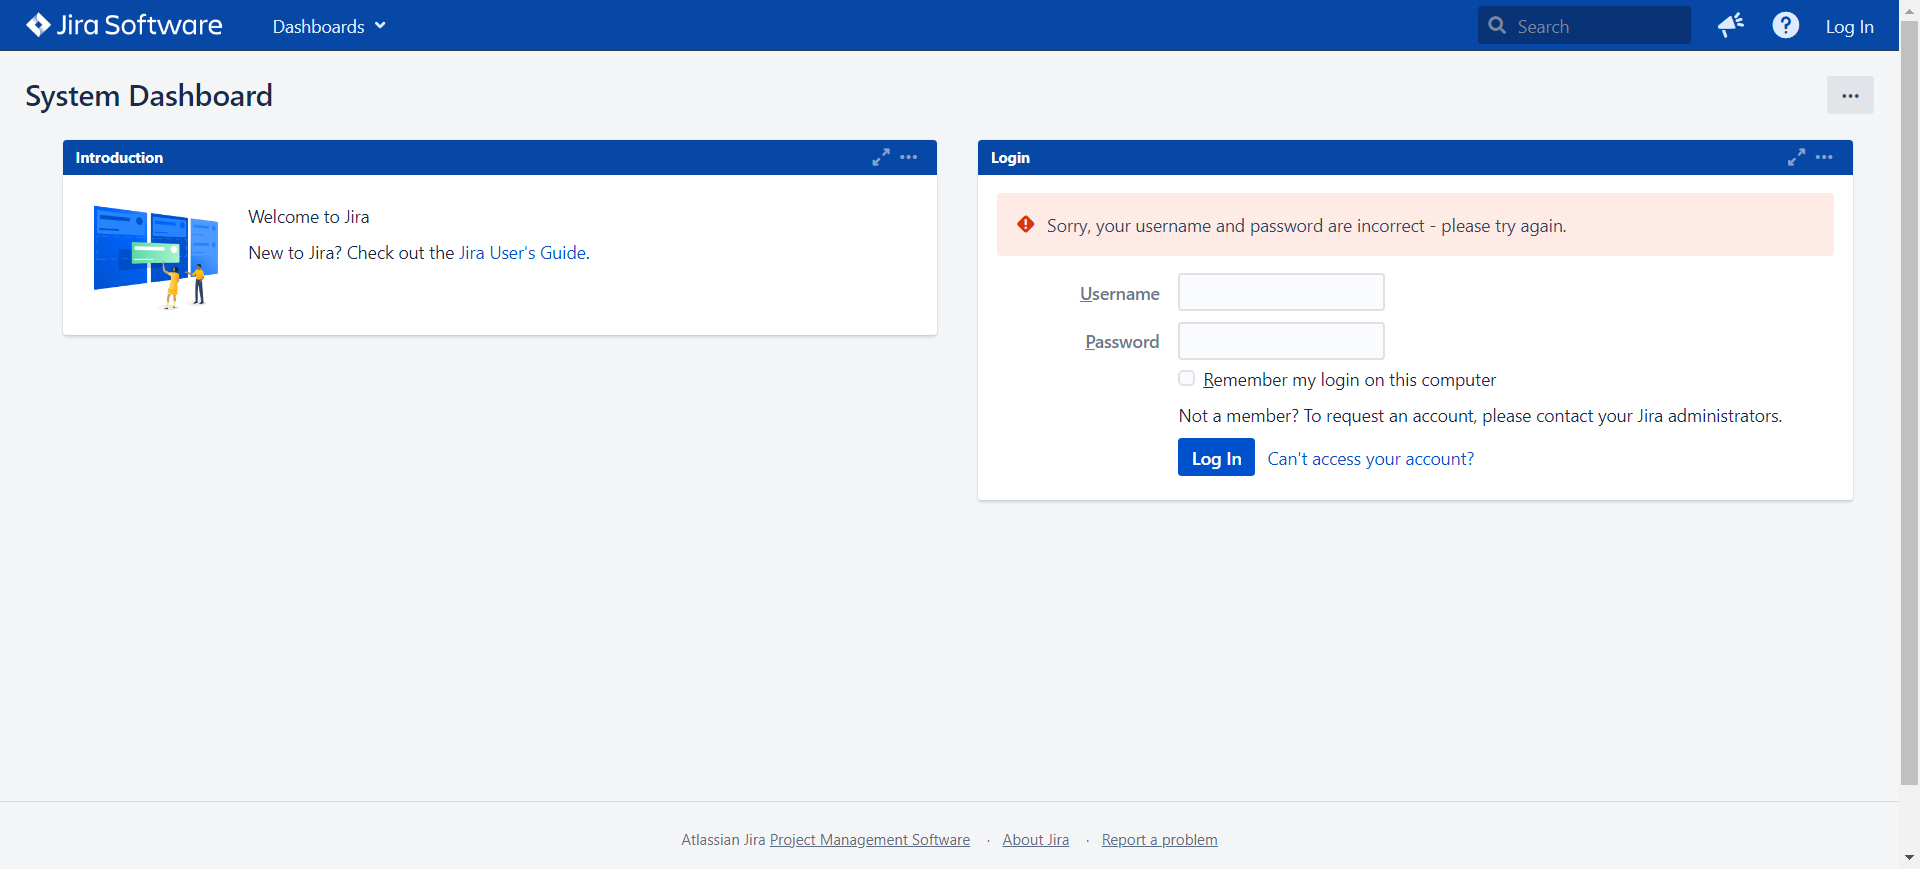 Jira Software
Dashboards
Search
?
Log In
System Dashboard
Introduction
Welcome to Jira
New to Jira? Check out the Jira User's Guide.
Login
Sorry, your username and password are incorrect - please try again.
Username
Password
Remember my login on this computer
Not a member? To request an account, please contact your Jira administrators.
Log In
Can't access your account?
Atlassian Jira Project Management Software · About Jira · Report a problem